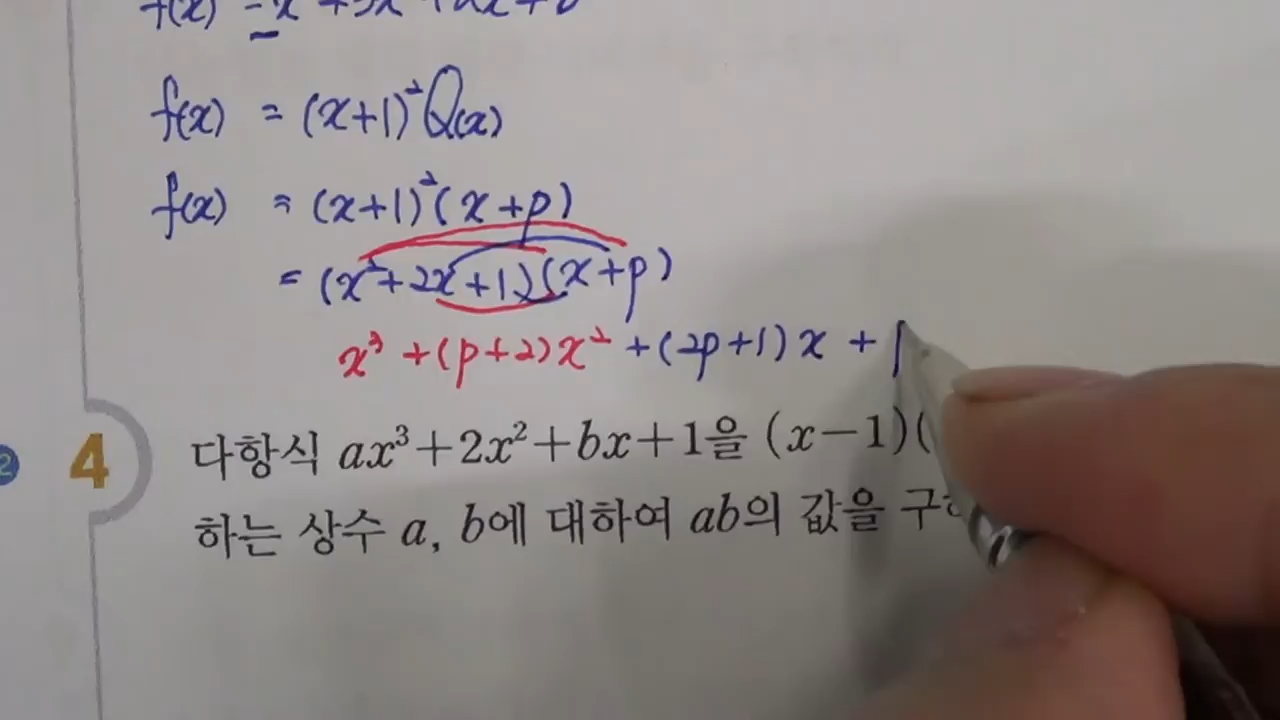 f(x) = x
f(x) = (x+1)²Q(x)
f(x) = (x+1)²(x+p)
= (x²+2x+1)(x+p)
x³ +(p+2)x² +(2p+1)x + p
2 4 다항식 ax³+2x²+bx+1을 (x-1)(
하는 상수 a, b에 대하여 ab의 값을 구